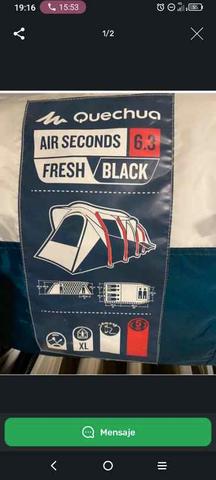 19:16 15:53
1/2
Quechua
AIR SECONDS 6.3
FRESH BLACK
XL
Mensaje